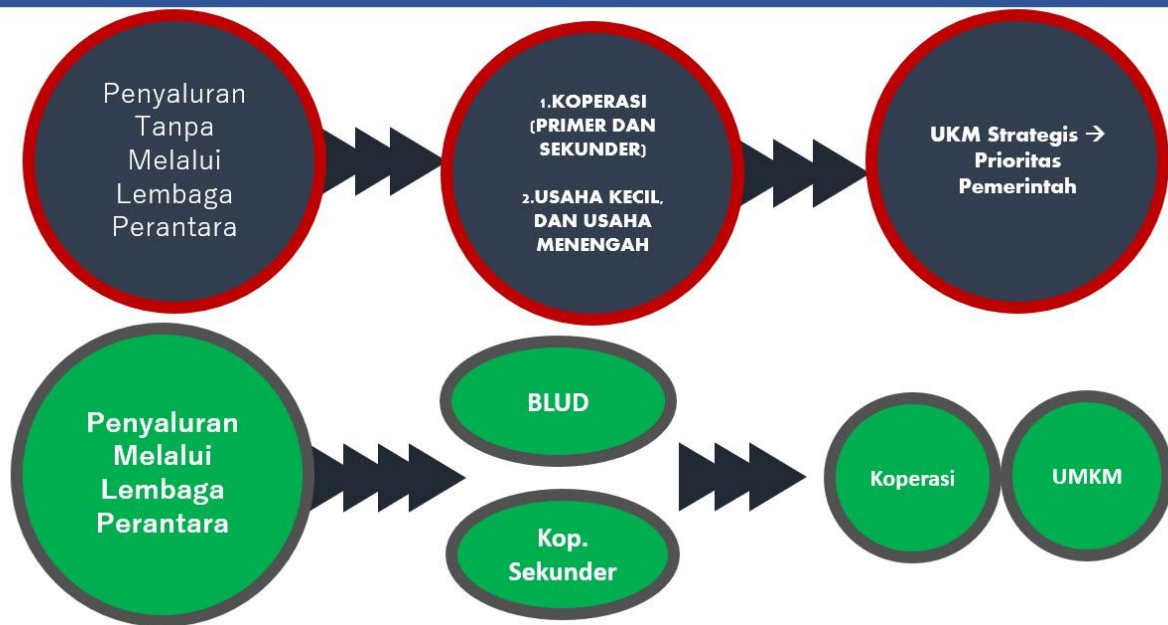 Penyaluran
Tanpa
Melalui
Lembaga
Perantara
1.KOPERASI
(PRIMER DAN
SEKUNDER)
2.USAHA KECIL,
DAN USAHA
MENENGAH
UKM Strategis →
Prioritas
Pemerintah
Penyaluran
Melalui
Lembaga
Perantara
BLUD
Kop.
Sekunder
Koperasi
UMKM